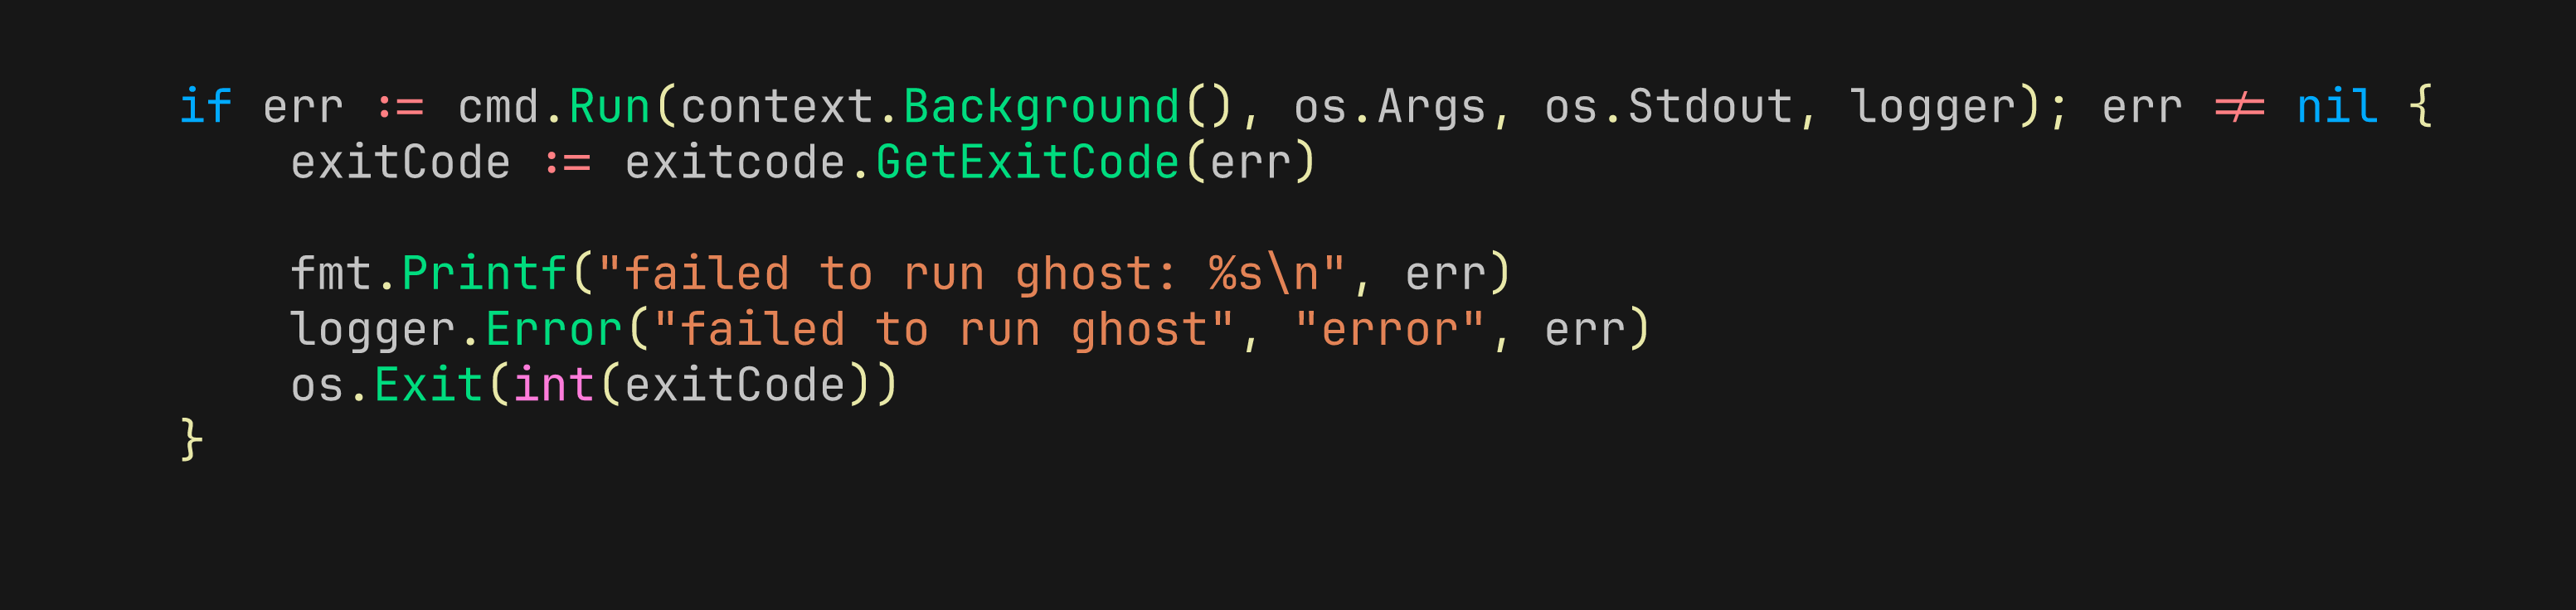 if err := cmd.Run(context.Background(), os.Args, os.Stdout, logger); err != nil {
    exitCode := exitcode.GetExitCode(err)

    fmt.Printf("failed to run ghost: %s\n", err)
    logger.Error("failed to run ghost", "error", err)
    os.Exit(int(exitCode))
}